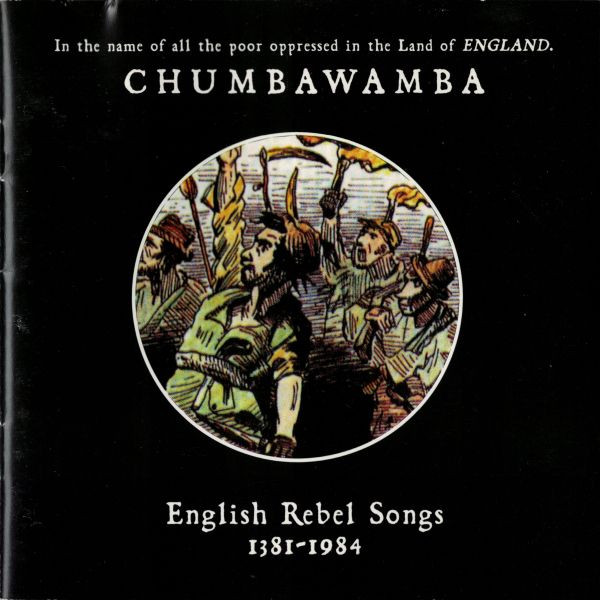 In the name of all the poor oppressed in the Land of ENGLAND.
CHUMBAWAMBA
English Rebel Songs
1381-1984